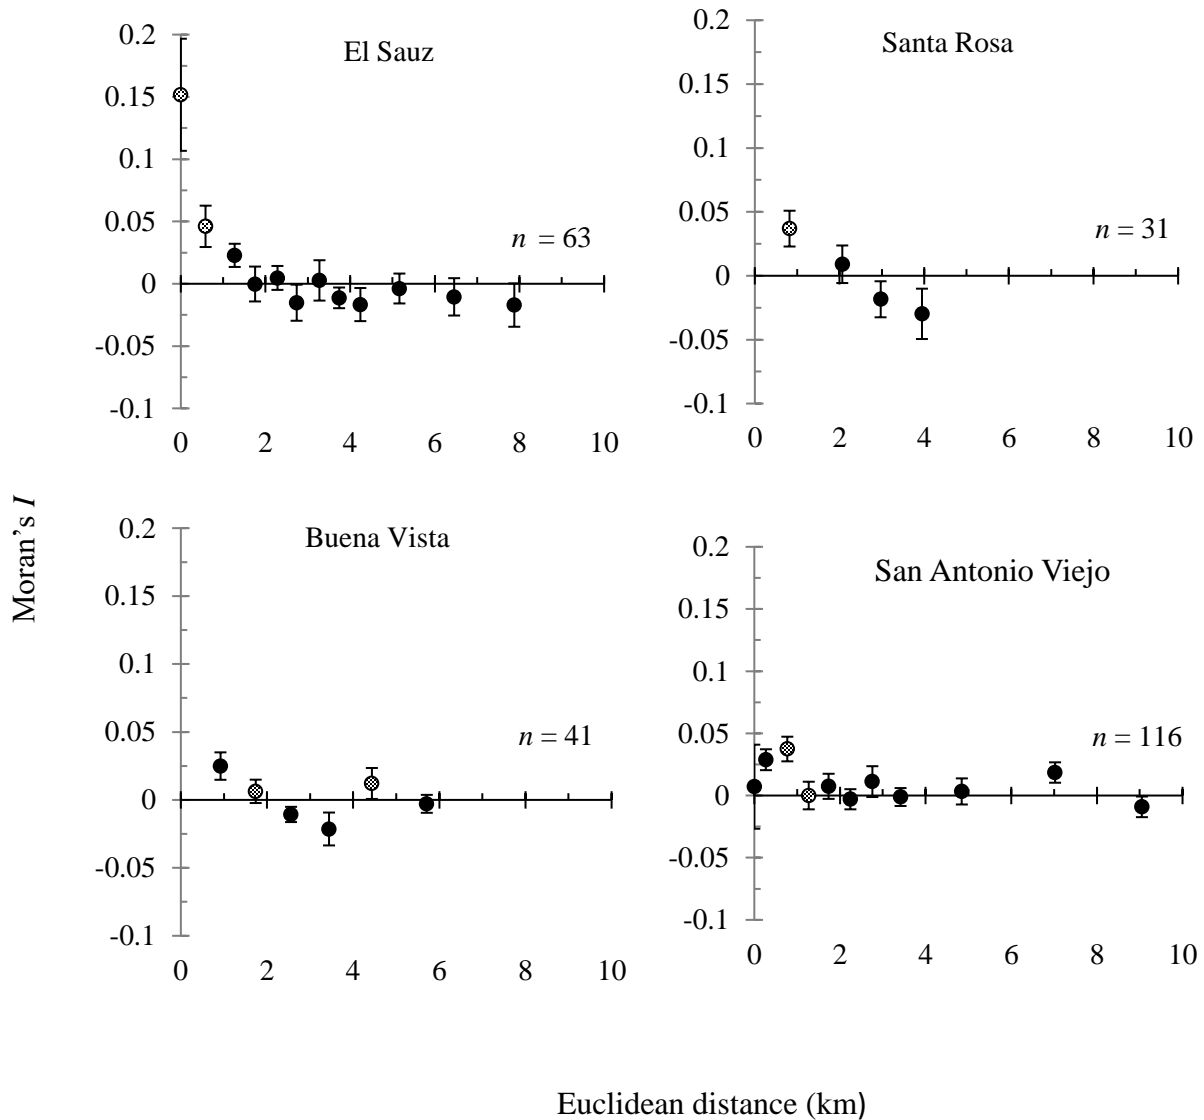 El Sauz
0.2
0.15
0.1
0.05
0
-0.05
-0.1
n = 63
0 2 4 6 8 10
Santa Rosa
0.2
0.15
0.1
0.05
0
-0.05
-0.1
n = 31
0 2 4 6 8 10
Moran's I
Buena Vista
0.2
0.15
0.1
0.05
0
-0.05
-0.1
n = 41
0 2 4 6 8 10
San Antonio Viejo
0.2
0.15
0.1
0.05
0
-0.05
-0.1
n = 116
0 2 4 6 8 10
Euclidean distance (km)